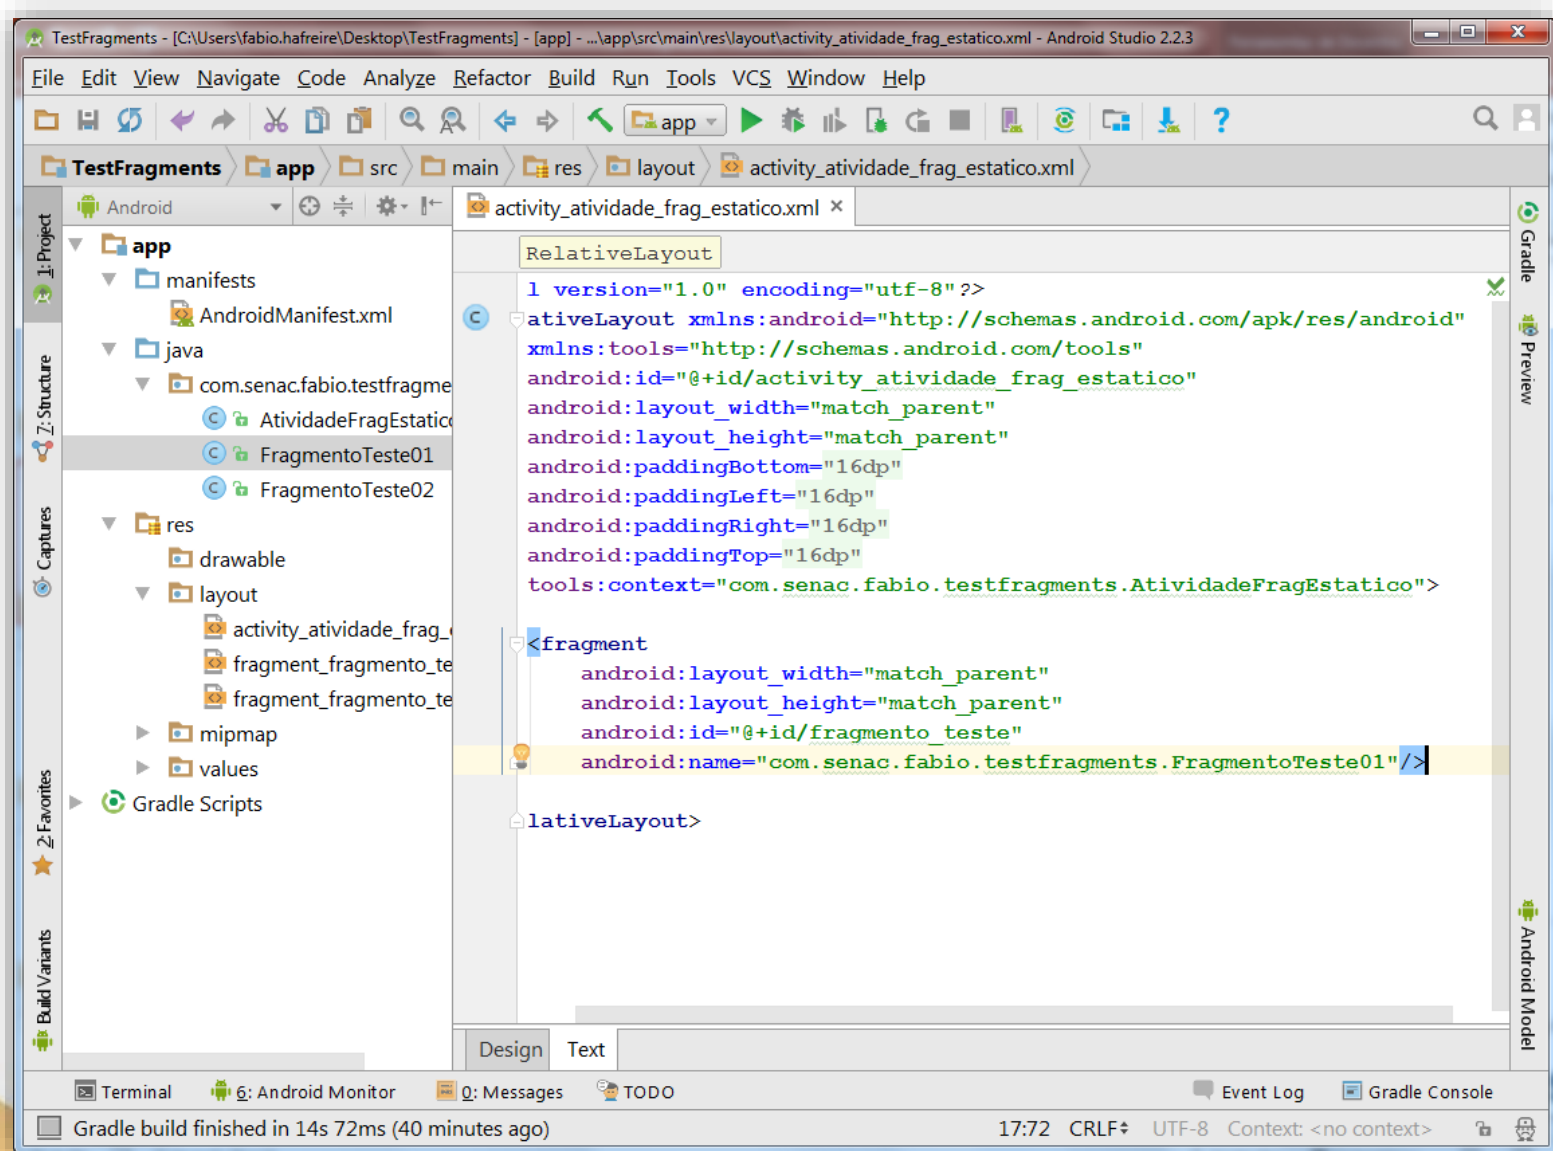 TestFragments - [C:\Users\fabio.hafreire\Desktop\TestFragments] - [app] - ...\app\src\main\res\layout\activity_atividade_frag_estatico.xml - Android Studio 2.2.3
File Edit View Navigate Code Analyze Refactor Build Run Tools VCS Window Help
app
TestFragments app src main res layout activity_atividade_frag_estatico.xml
Android
activity_atividade_frag_estatico.xml
1: Project
7: Structure
Captures
2: Favorites
Build Variants
app
manifests
AndroidManifest.xml
java
com.senac.fabio.testfragme
AtividadeFragEstatico
FragmentoTeste01
FragmentoTeste02
res
drawable
layout
activity_atividade_frag_
fragment_fragmento_te
fragment_fragmento_te
mipmap
values
Gradle Scripts
RelativeLayout
l version="1.0" encoding="utf-8"?>
ativeLayout xmlns:android="http://schemas.android.com/apk/res/android"
xmlns:tools="http://schemas.android.com/tools"
android:id="@+id/activity_atividade_frag_estatico"
android:layout_width="match_parent"
android:layout_height="match_parent"
android:paddingBottom="16dp"
android:paddingLeft="16dp"
android:paddingRight="16dp"
android:paddingTop="16dp"
tools:context="com.senac.fabio.testfragments.AtividadeFragEstatico">
<fragment
android:layout_width="match_parent"
android:layout_height="match_parent"
android:id="@+id/fragmento_teste"
android:name="com.senac.fabio.testfragments.FragmentoTeste01"/>
lativeLayout>
Gradle
Preview
Android Model
Design Text
Terminal 6: Android Monitor 0: Messages TODO Event Log Gradle Console
Gradle build finished in 14s 72ms (40 minutes ago) 17:72 CRLF UTF-8 Context: <no context>